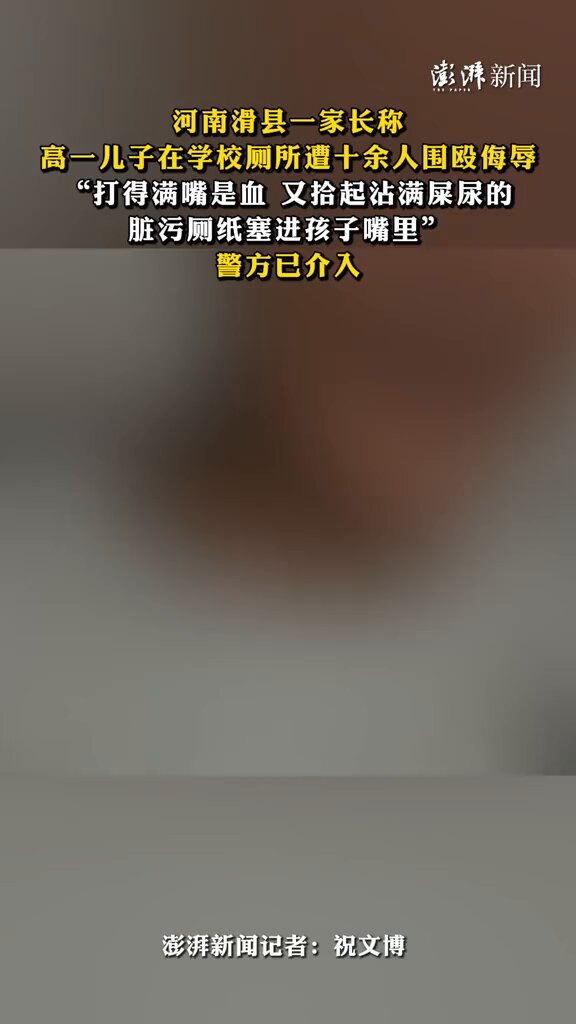 澎湃新闻
THE PAPER
河南滑县一家长称
高一儿子在学校厕所遭十余人围殴侮辱
“打得满嘴是血 又拾起沾满屎尿的
脏污厕纸塞进孩子嘴里”
警方已介入
澎湃新闻记者：祝文博